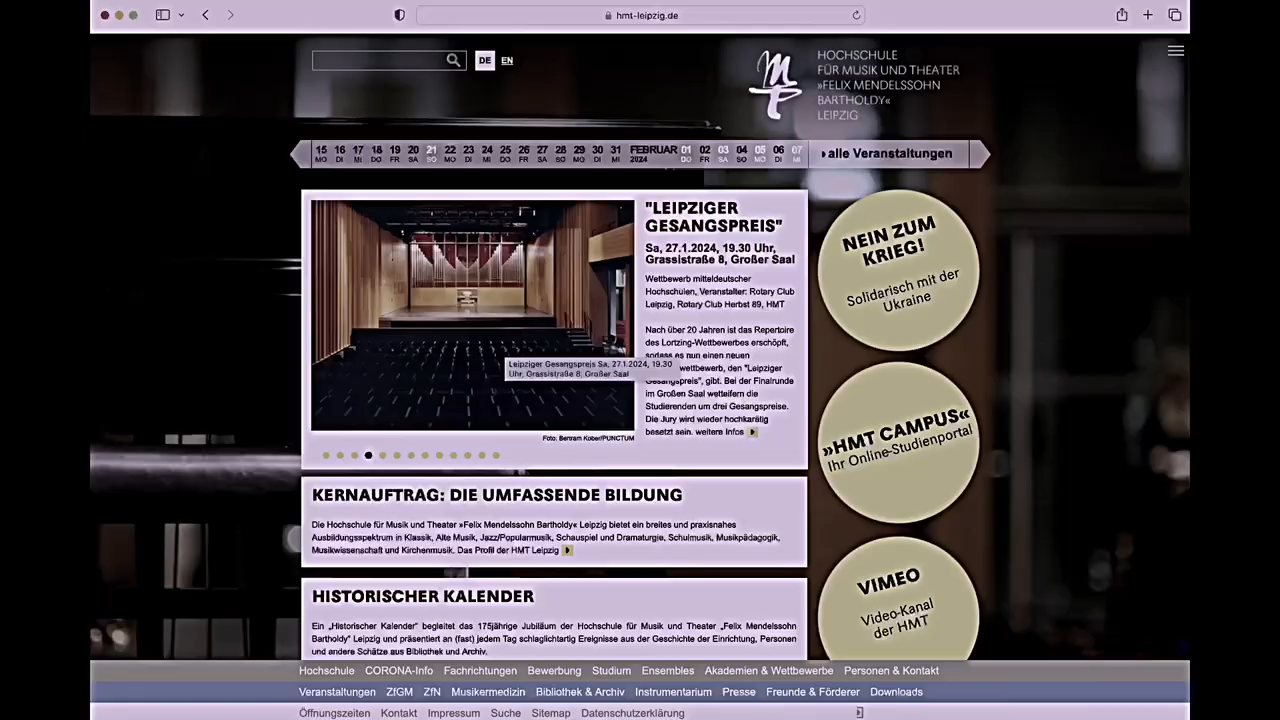 hmt-leipzig.de
DE EN
HOCHSCHULE
FÜR MUSIK UND THEATER
»FELIX MENDELSSOHN
BARTHOLDY«
LEIPZIG
15 16 17 18 19 20 21 22 23 24 25 26 27 28 29 30 31 FEBRUAR 01 02 03 04 05 06 07
MO DI MI DO FR SA SO MO DI MI DO FR SA SO MO DI MI 2024 DO FR SA SO MO DI MI
alle Veranstaltungen
"LEIPZIGER
GESANGSPREIS"
Sa, 27.1.2024, 19.30 Uhr,
Grassistraße 8, Großer Saal
Wettbewerb mitteldeutscher
Hochschulen, Veranstalter: Rotary Club
Leipzig, Rotary Club Herbst 89, HMT
Nach über 20 Jahren ist das Repertoire
des Lortzing-Wettbewerbes erschöpft,
sodass es nun einen neuen
wettbewerb, den "Leipziger
Gesangspreis", gibt. Bei der Finalrunde
im Großen Saal wetteifern die
Studierenden um drei Gesangspreise.
Die Jury wird wieder hochkarätig
besetzt sein. weitere Infos
Leipziger Gesangspreis Sa, 27.1.2024, 19.30
Uhr, Grassistraße 8, Großer Saal
Foto: Bertram Kober/PUNCTUM
NEIN ZUM
KRIEG!
Solidarisch mit der
Ukraine
»HMT CAMPUS«
Ihr Online-Studienportal
VIMEO
Video-Kanal
der HMT
KERNAUFTRAG: DIE UMFASSENDE BILDUNG
Die Hochschule für Musik und Theater »Felix Mendelssohn Bartholdy« Leipzig bietet ein breites und praxisnahes
Ausbildungsspektrum in Klassik, Alte Musik, Jazz/Popularmusik, Schauspiel und Dramaturgie, Schulmusik, Musikpädagogik,
Musikwissenschaft und Kirchenmusik. Das Profil der HMT Leipzig
HISTORISCHER KALENDER
Ein „Historischer Kalender" begleitet das 175jährige Jubiläum der Hochschule für Musik und Theater „Felix Mendelssohn
Bartholdy" Leipzig und präsentiert an (fast) jedem Tag schlaglichtartig Ereignisse aus der Geschichte der Einrichtung, Personen
und andere Schätze aus Bibliothek und Archiv.
Hochschule CORONA-Info Fachrichtungen Bewerbung Studium Ensembles Akademien & Wettbewerbe Personen & Kontakt
Veranstaltungen ZfGM ZfN Musikermedizin Bibliothek & Archiv Instrumentarium Presse Freunde & Förderer Downloads
Öffnungszeiten Kontakt Impressum Suche Sitemap Datenschutzerklärung